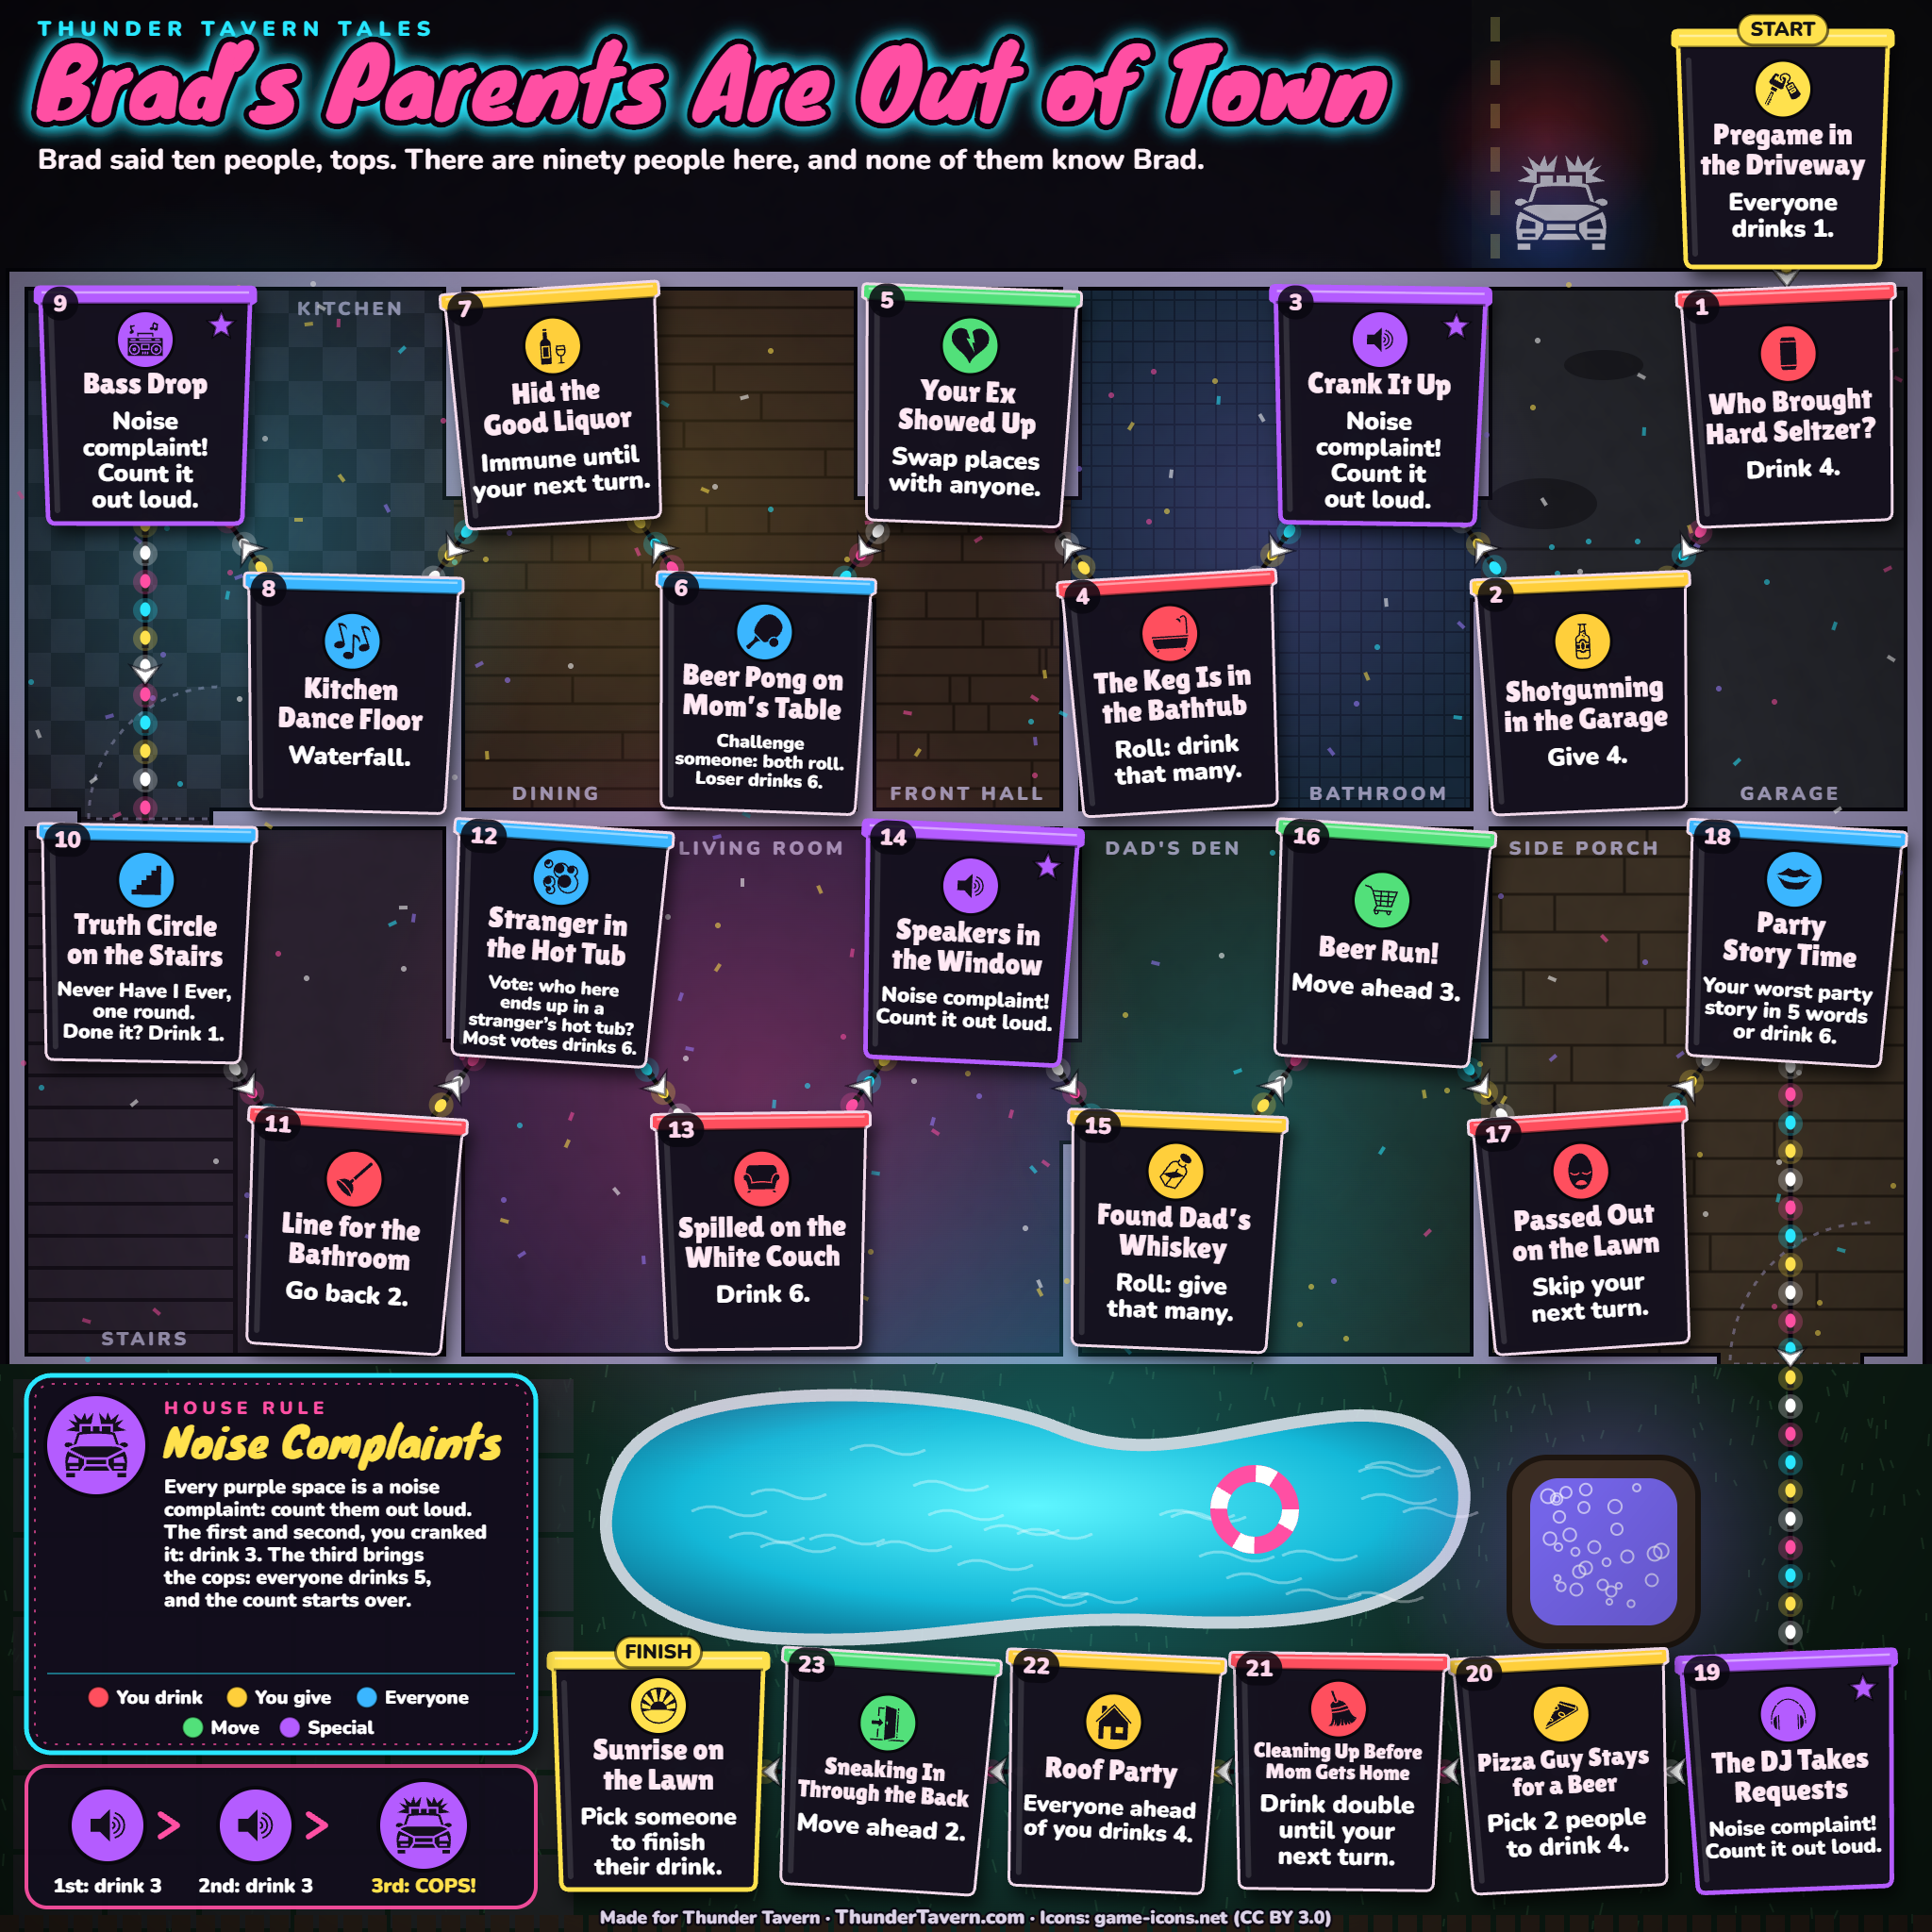 THUNDER TAVERN TALES
Brad's Parents Are Out of Town
Brad said ten people, tops. There are ninety people here, and none of them know Brad.
START
Pregame in
the Driveway
Everyone
drinks 1.
9
Bass Drop
Noise
complaint!
Count it
out loud.
KITCHEN
7
Hid the
Good Liquor
Immune until
your next turn.
5
Your Ex
Showed Up
Swap places
with anyone.
3
Crank It Up
Noise
complaint!
Count it
out loud.
1
Who Brought
Hard Seltzer?
Drink 4.
8
Kitchen
Dance Floor
Waterfall.
DINING
6
Beer Pong on
Mom's Table
Challenge
someone: both roll.
Loser drinks 6.
FRONT HALL
4
The Keg Is in
the Bathtub
Roll: drink
that many.
BATHROOM
2
Shotgunning
in the Garage
Give 4.
GARAGE
10
Truth Circle
on the Stairs
Never Have I Ever,
one round.
Done it? Drink 1.
12
Stranger in
the Hot Tub
Vote: who here
ends up in a
stranger's hot tub?
Most votes drinks 6.
LIVING ROOM
14
Speakers in
the Window
Noise complaint!
Count it out loud.
DAD'S DEN
16
Beer Run!
Move ahead 3.
SIDE PORCH
18
Party
Story Time
Your worst party
story in 5 words
or drink 6.
STAIRS
11
Line for the
Bathroom
Go back 2.
13
Spilled on the
White Couch
Drink 6.
15
Found Dad's
Whiskey
Roll: give
that many.
17
Passed Out
on the Lawn
Skip your
next turn.
HOUSE RULE
Noise Complaints
Every purple space is a noise
complaint: count them out loud.
The first and second, you cranked
it: drink 3. The third brings
the cops: everyone drinks 5,
and the count starts over.
You drink
You give
Everyone
Move
Special
1st: drink 3
2nd: drink 3
3rd: COPS!
FINISH
Sunrise on
the Lawn
Pick someone
to finish
their drink.
23
Sneaking In
Through the Back
Move ahead 2.
22
Roof Party
Everyone ahead
of you drinks 4.
21
Cleaning Up Before
Mom Gets Home
Drink double
until your
next turn.
20
Pizza Guy Stays
for a Beer
Pick 2 people
to drink 4.
19
The DJ Takes
Requests
Noise complaint!
Count it out loud.
Made for Thunder Tavern · ThunderTavern.com · Icons: game-icons.net (CC BY 3.0)